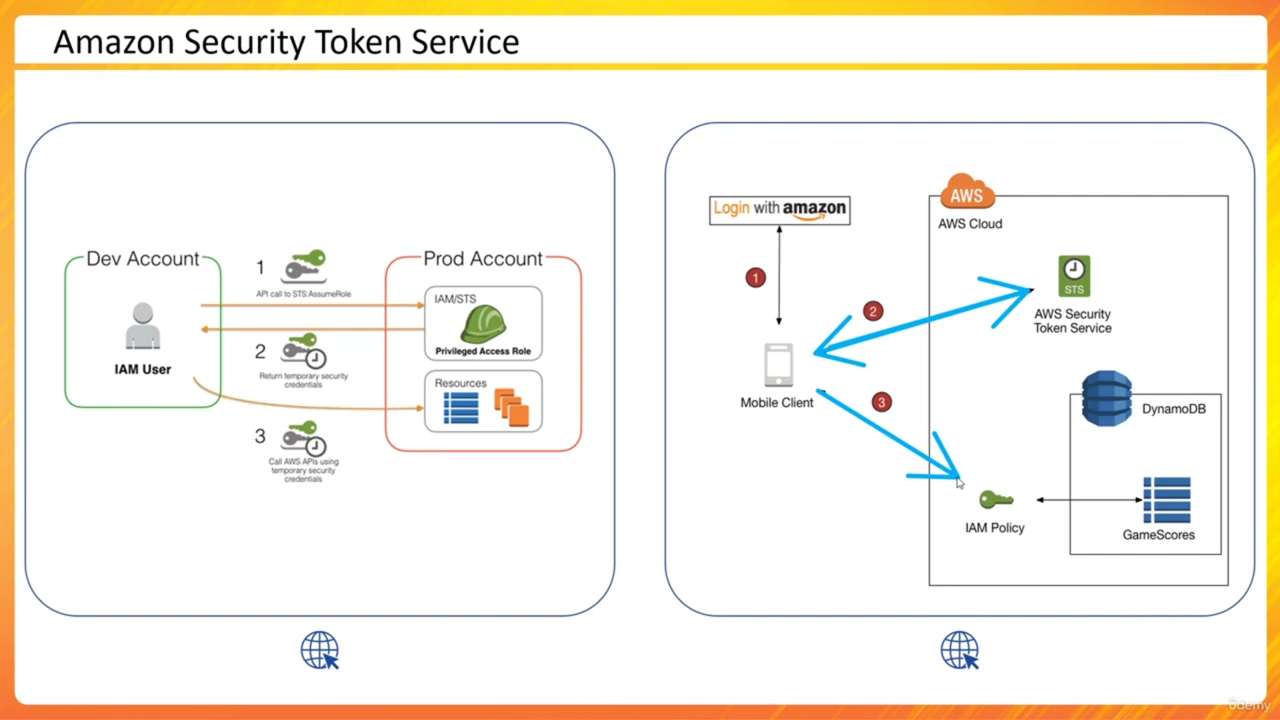 Amazon Security Token Service
Dev Account
IAM User
1
API call to STS:AssumeRole
2
Return temporary security
credentials
3
Call AWS APIs using
temporary security
credentials
Prod Account
IAM/STS
Privileged Access Role
Resources
Login with amazon
1
2
3
Mobile Client
AWS
AWS Cloud
STS
AWS Security
Token Service
DynamoDB
IAM Policy
GameScores
ûdemy